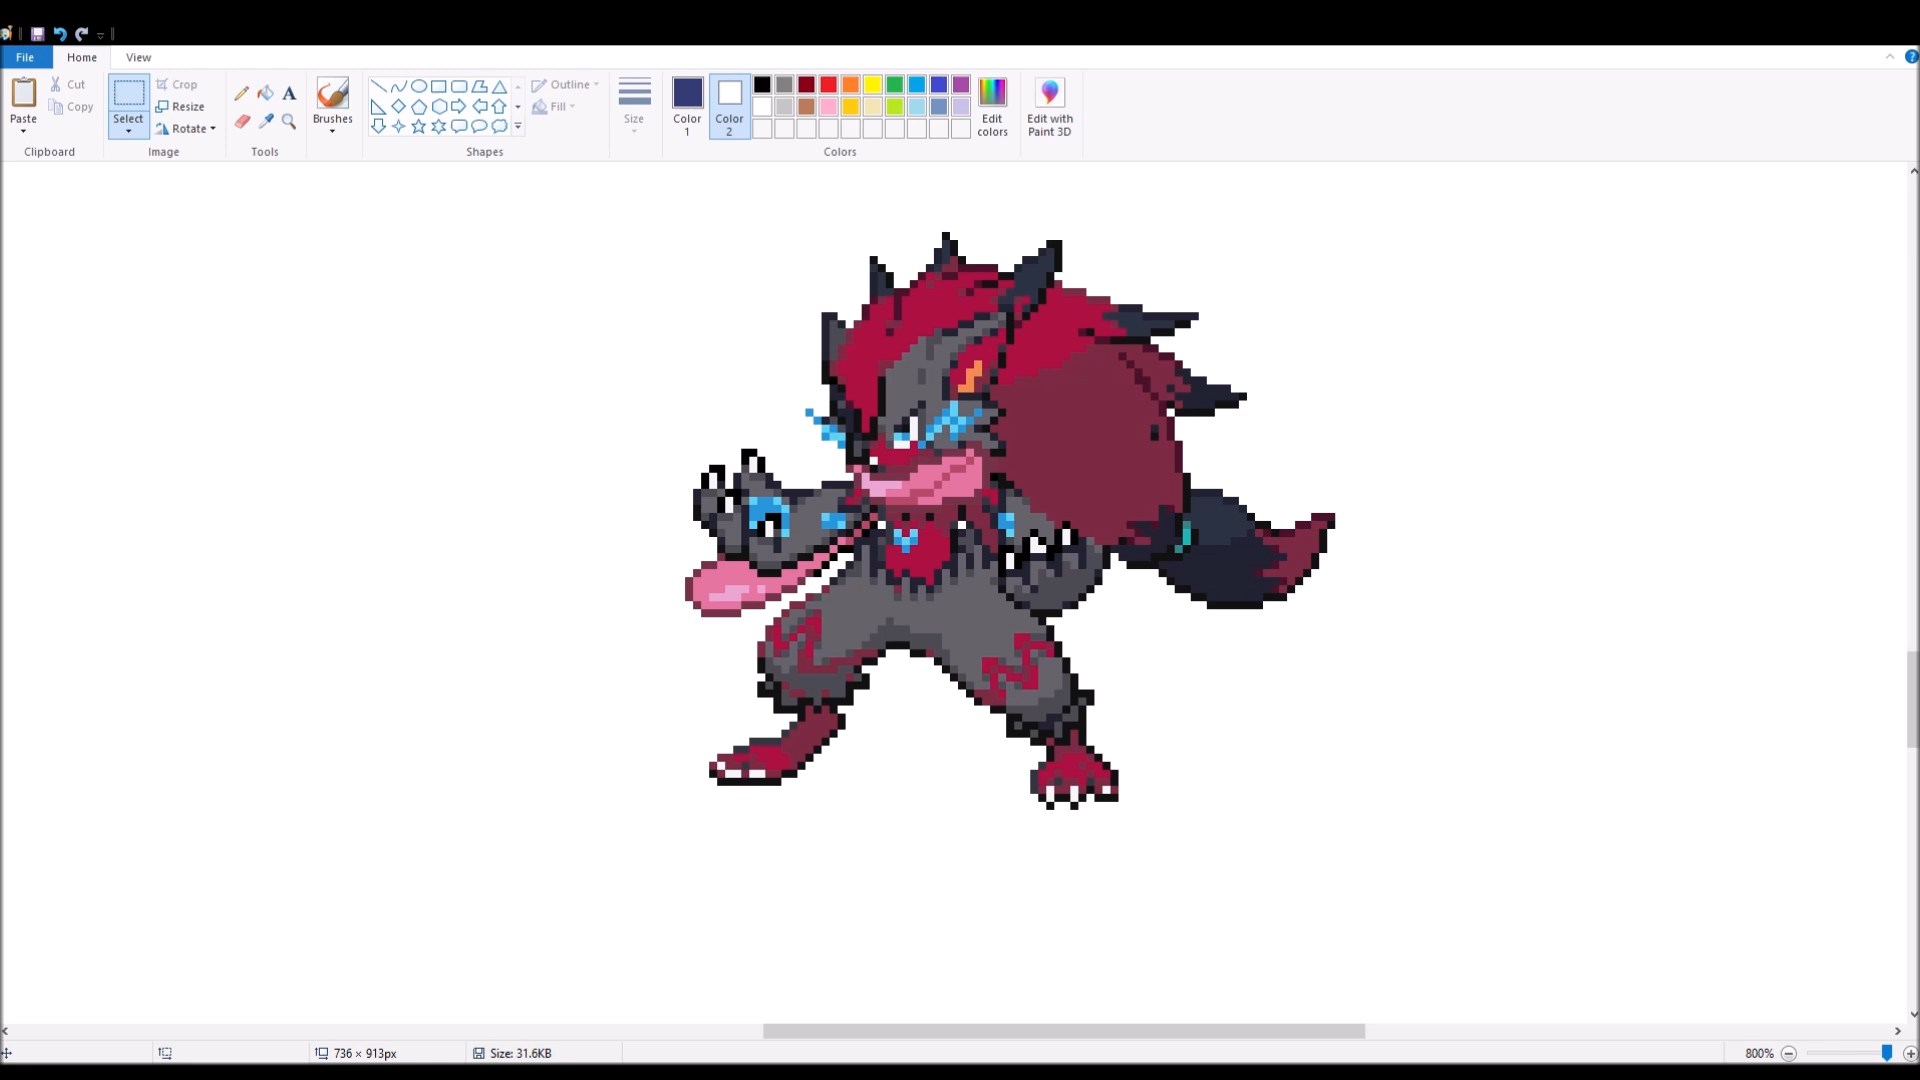 File Home View
Paste
Cut
Copy
Clipboard
Select
Crop
Resize
Rotate
Image
A
Tools
Brushes
Shapes
Outline
Fill
Size
Color
1
Color
2
Edit
colors
Colors
Edit with
Paint 3D
736 × 913px
Size: 31.6KB
800%